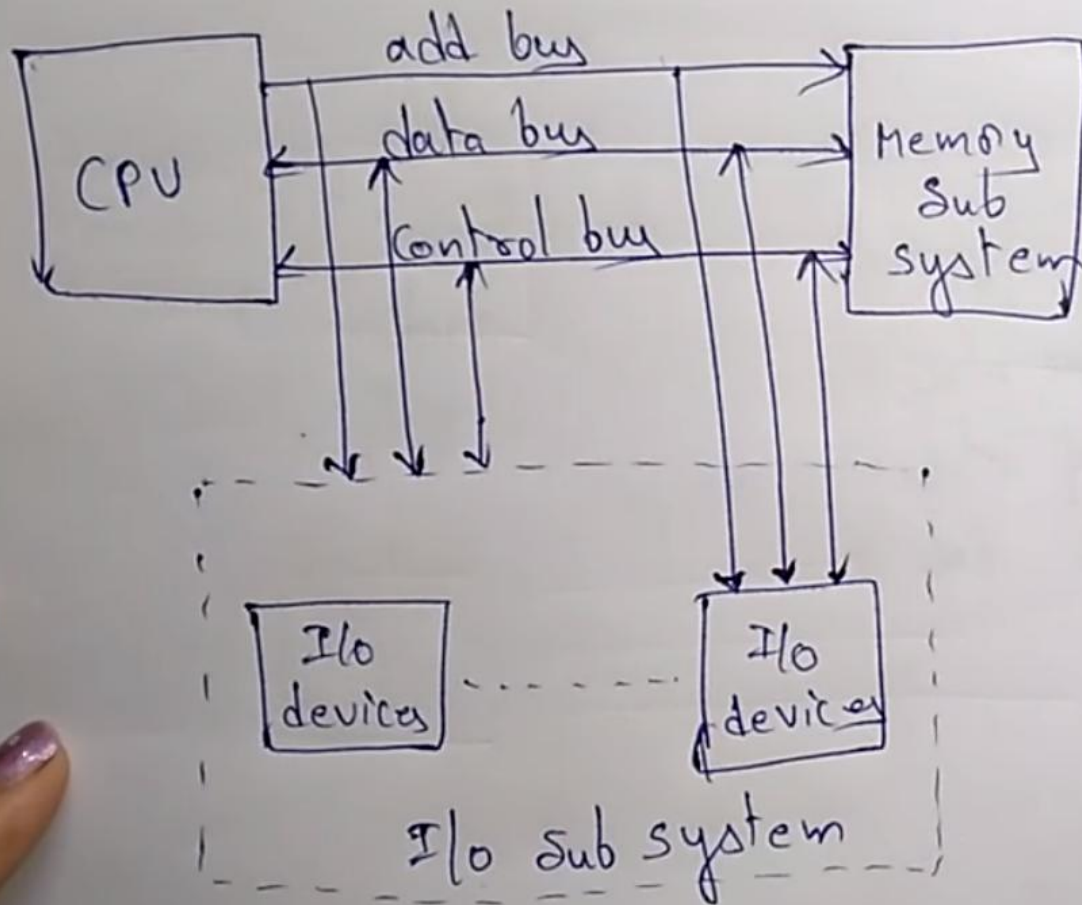 add bus
CPU
data bus
Control bus
Memory
Sub
system
I/o
devices
I/o
devices
I/o Sub system